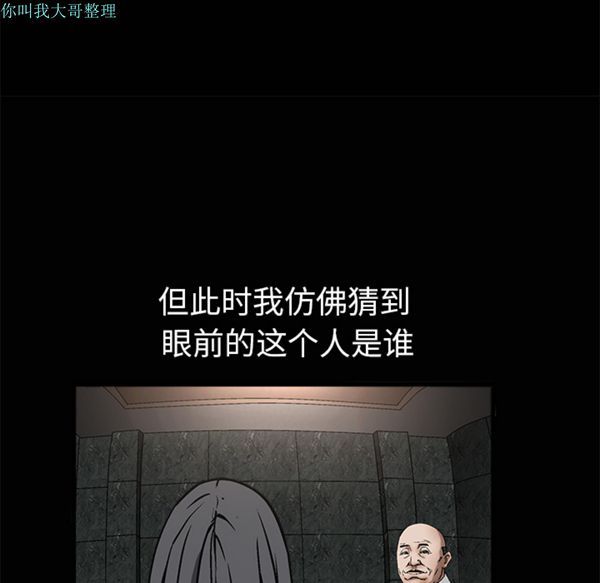 你叫我大哥整理
但此时我仿佛猜到
眼前的这个人是谁